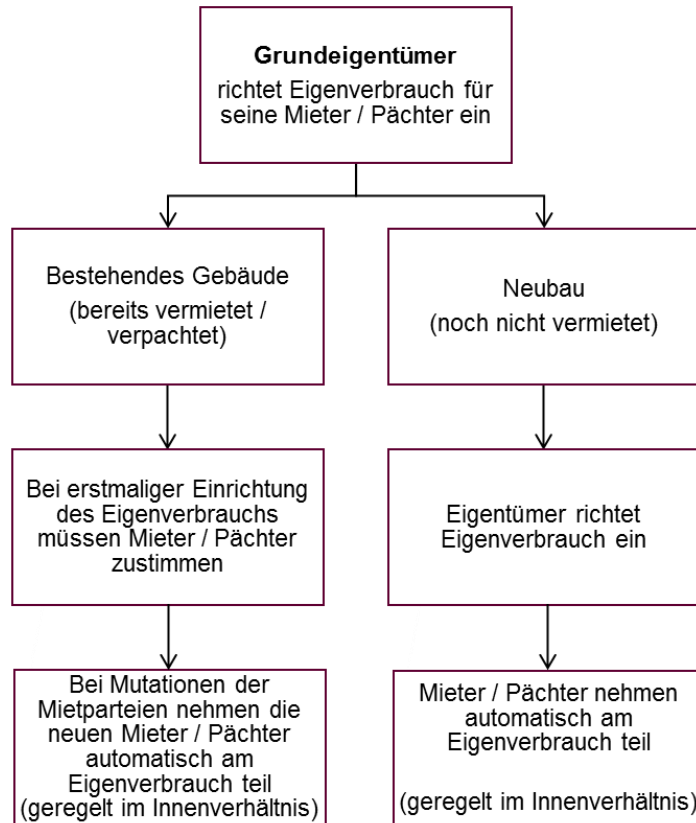 Grundeigentümer
richtet Eigenverbrauch für
seine Mieter / Pächter ein
Bestehendes Gebäude
(bereits vermietet /
verpachtet)
Neubau
(noch nicht vermietet)
Bei erstmaliger Einrichtung
des Eigenverbrauchs
müssen Mieter / Pächter
zustimmen
Eigentümer richtet
Eigenverbrauch ein
Bei Mutationen der
Mietparteien nehmen die
neuen Mieter / Pächter
automatisch am
Eigenverbrauch teil
(geregelt im Innenverhältnis)
Mieter / Pächter nehmen
automatisch am
Eigenverbrauch teil
(geregelt im Innenverhältnis)